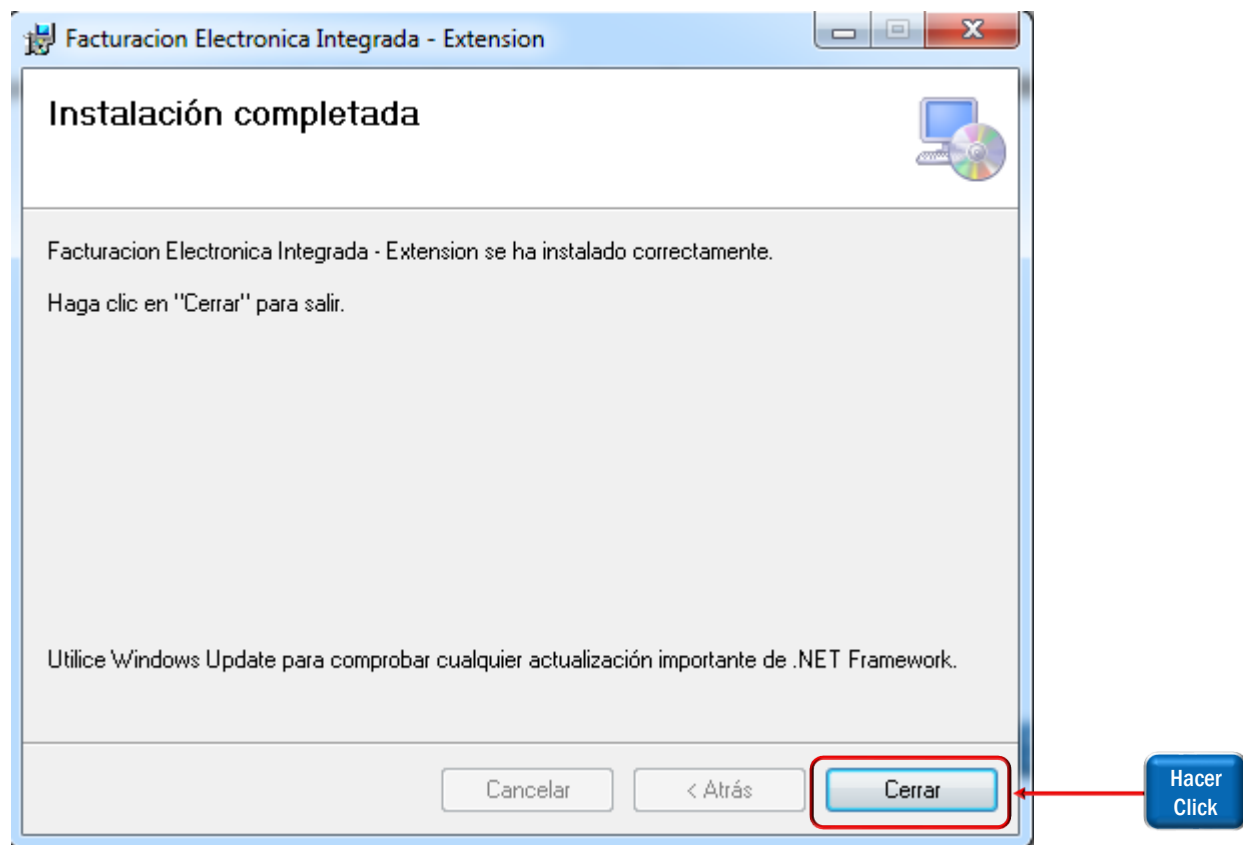 Facturacion Electronica Integrada - Extension
Instalación completada
Facturacion Electronica Integrada - Extension se ha instalado correctamente.
Haga clic en "Cerrar" para salir.
Utilice Windows Update para comprobar cualquier actualización importante de .NET Framework.
Cancelar
< Atrás
Cerrar
Hacer
Click